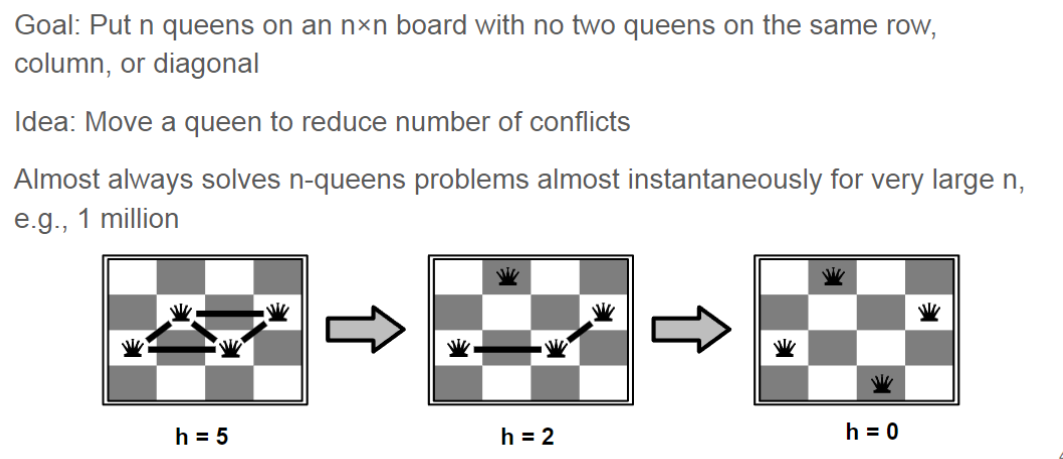 Goal: Put n queens on an n×n board with no two queens on the same row,
column, or diagonal
Idea: Move a queen to reduce number of conflicts
Almost always solves n-queens problems almost instantaneously for very large n,
e.g., 1 million
h = 5
h = 2
h = 0